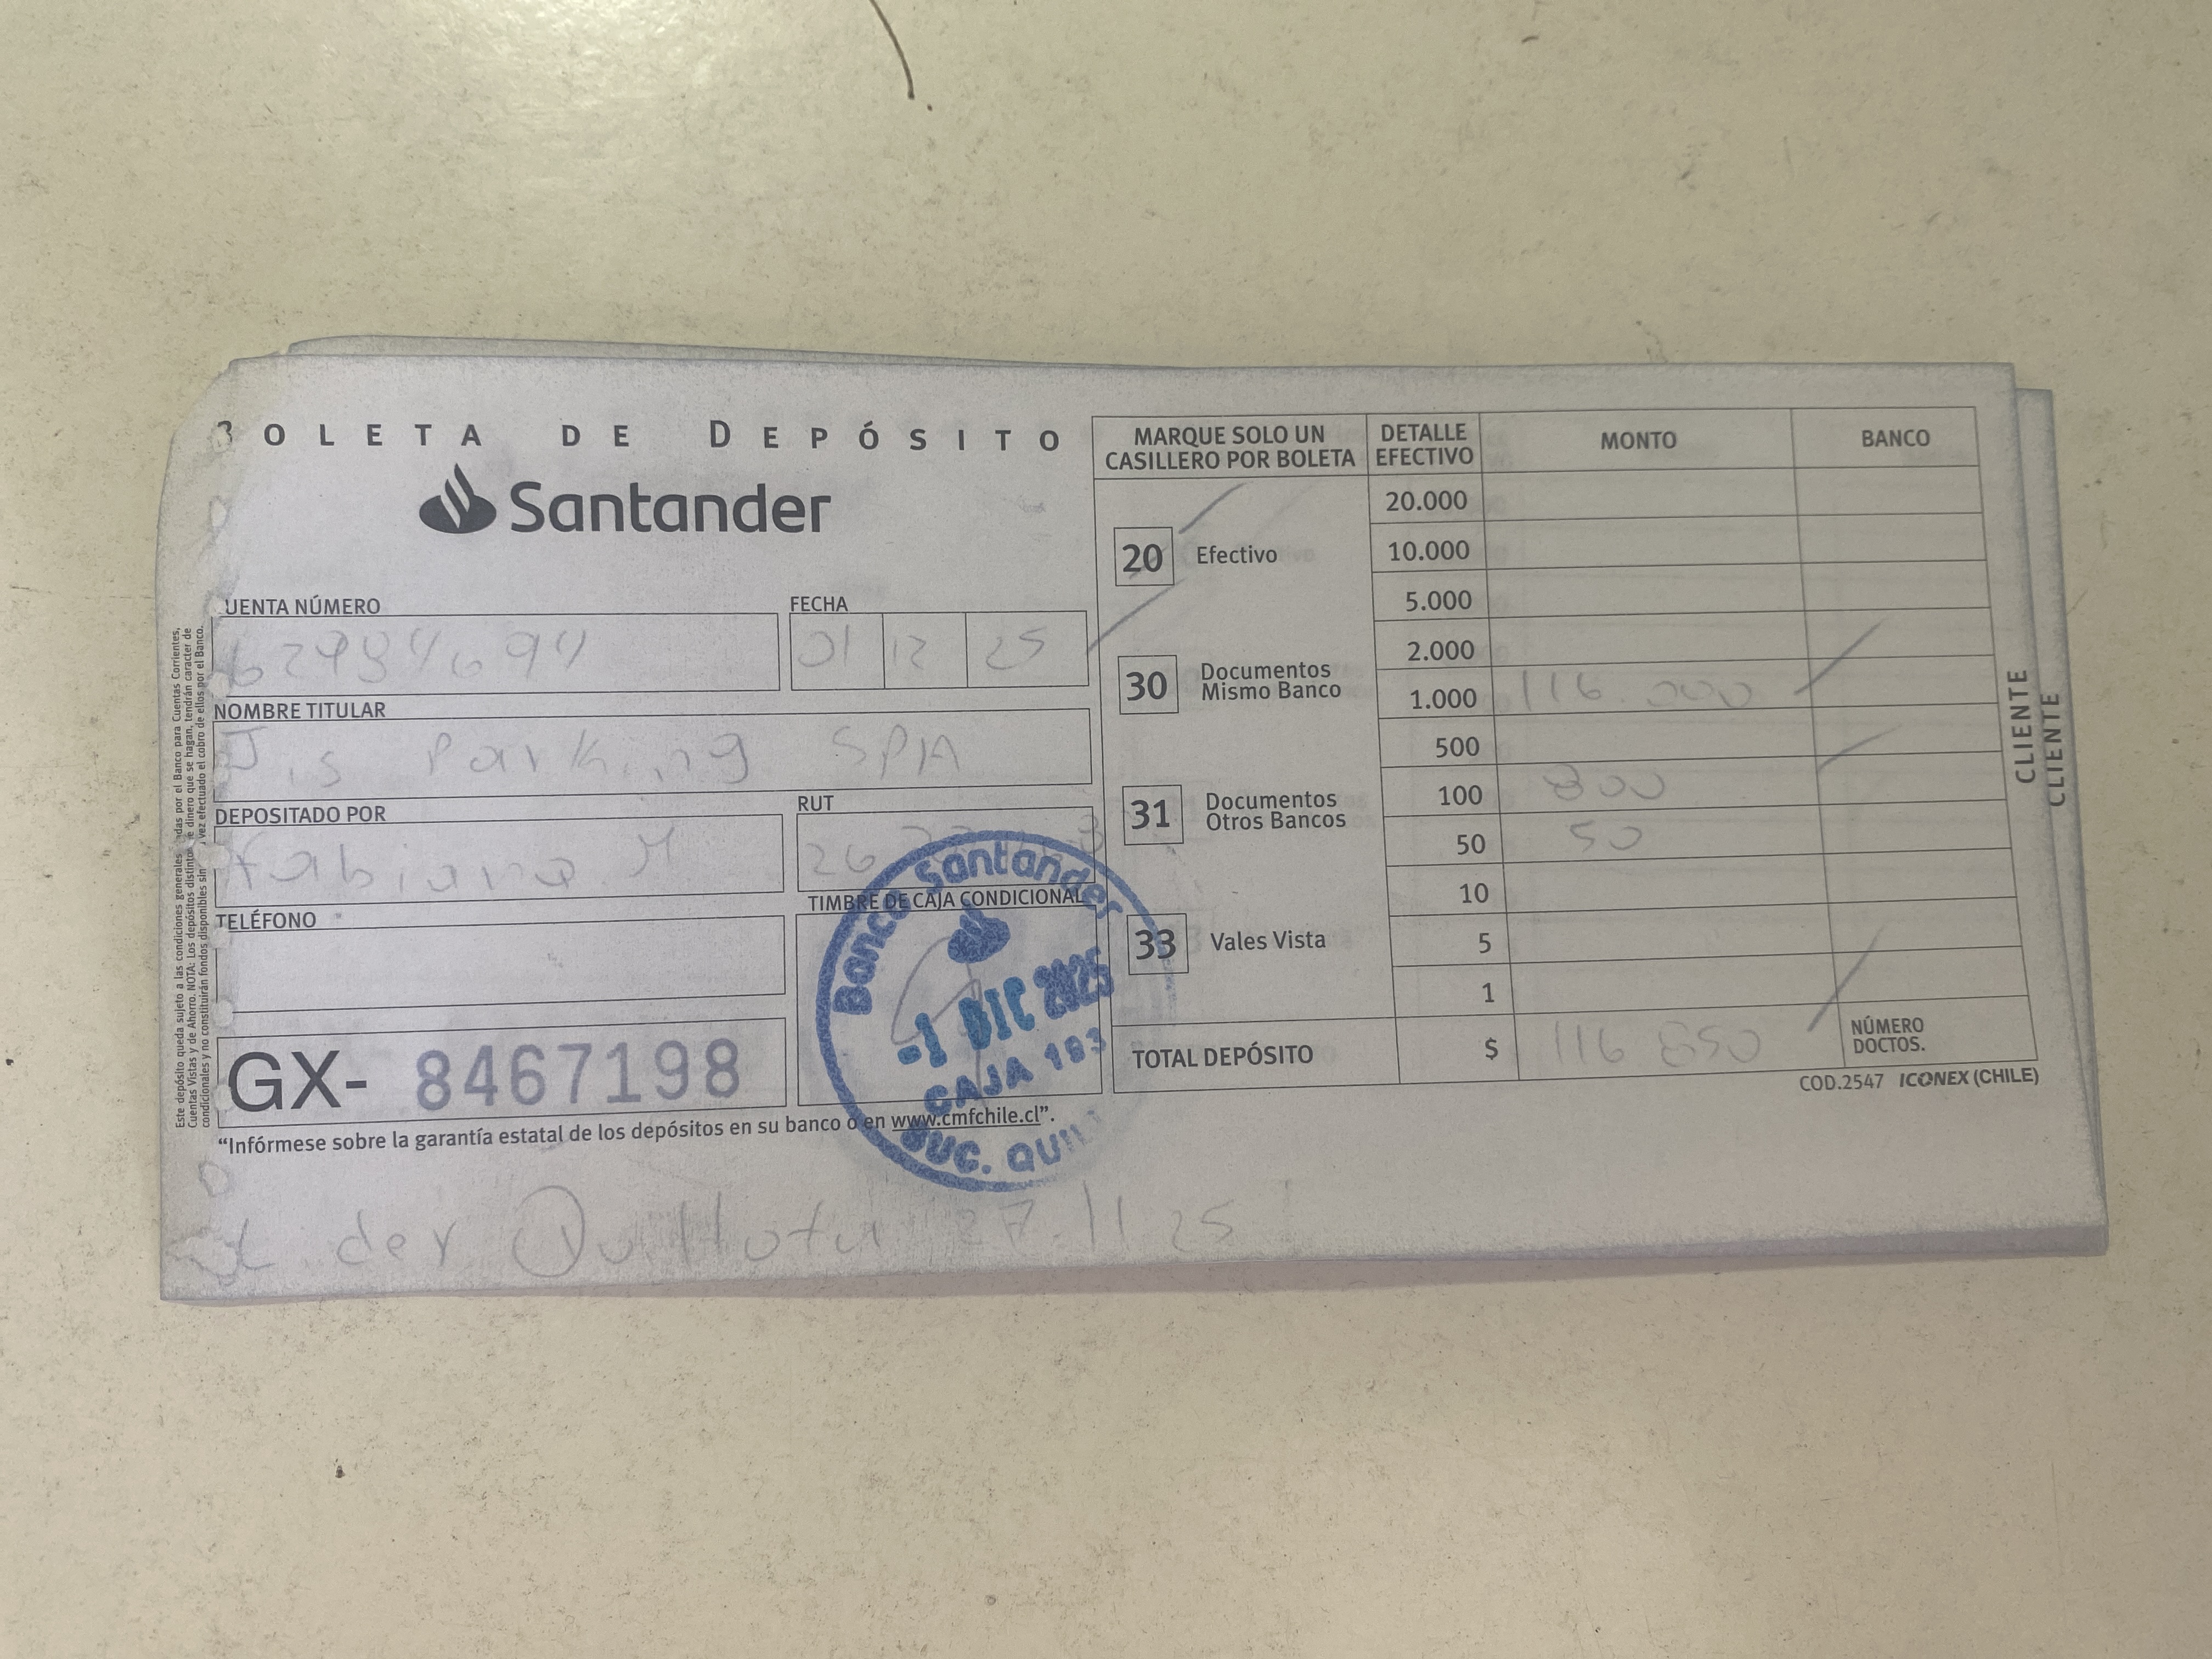 BOLETA DE DEPÓSITO
Santander
UENTA NÚMERO
FECHA
01 12 25
NOMBRE TITULAR
Jis Parking SPA
DEPOSITADO POR
Fabiana M
RUT
26
TELÉFONO
TIMBRE DE CAJA CONDICIONAL
Banco Santander
-1 DIC 2025
CAJA 183
SUC. QUILL
GX- 8467198
"Infórmese sobre la garantía estatal de los depósitos en su banco o en www.cmfchile.cl".
der Quillota 27.11 25
MARQUE SOLO UN CASILLERO POR BOLETA
20 Efectivo
30 Documentos Mismo Banco
31 Documentos Otros Bancos
33 Vales Vista
DETALLE EFECTIVO MONTO BANCO
20.000
10.000
5.000
2.000
1.000 116.000
500
100 800
50 50
10
5
1
TOTAL DEPÓSITO $ 116 850
NÚMERO DOCTOS.
COD.2547 ICONEX (CHILE)
CLIENTE
CLIENTE